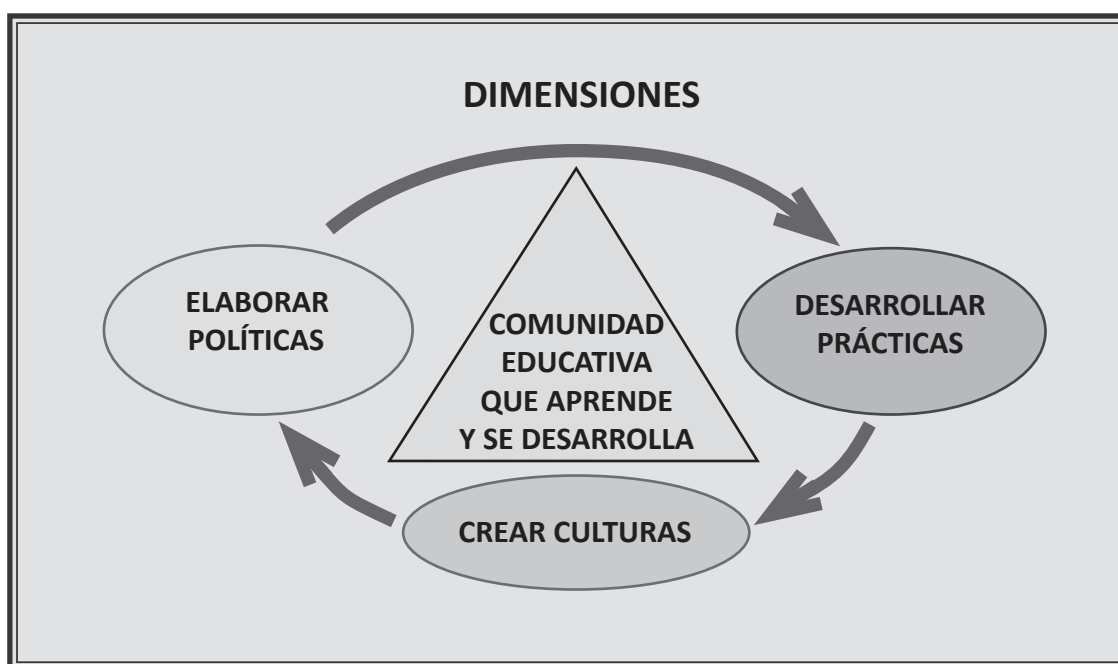 DIMENSIONES
ELABORAR
POLÍTICAS
COMUNIDAD
EDUCATIVA
QUE APRENDE
Y SE DESARROLLA
DESARROLLAR
PRÁCTICAS
CREAR CULTURAS